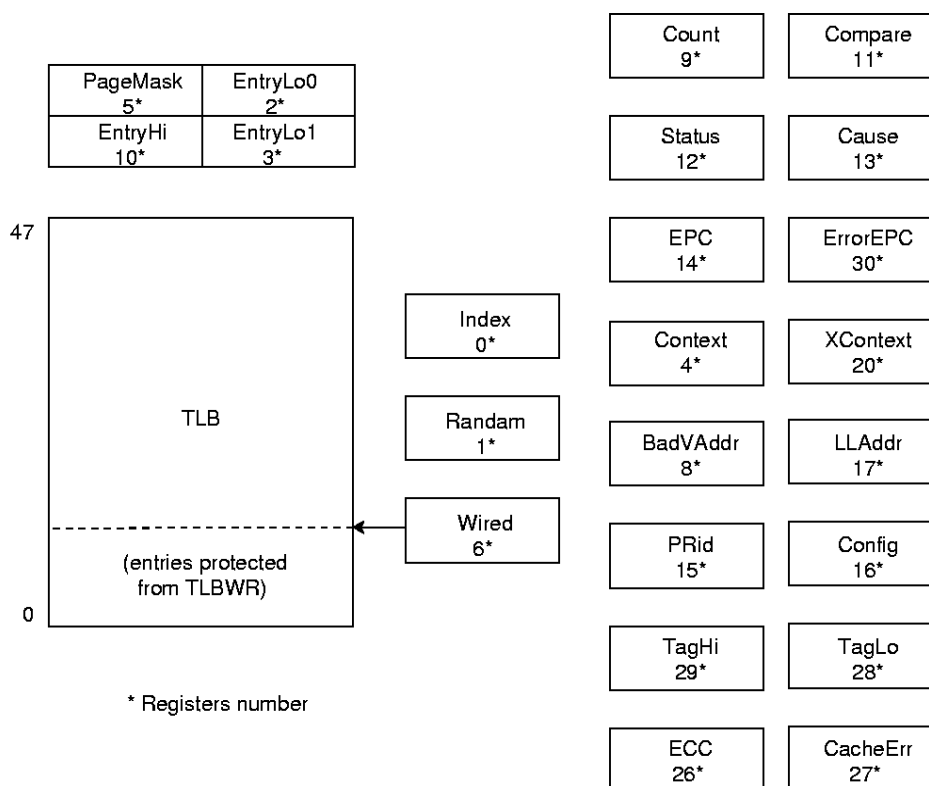 PageMask
5*
EntryLo0
2*
EntryHi
10*
EntryLo1
3*
47
TLB
(entries protected
from TLBWR)
0
* Registers number
Index
0*
Randam
1*
Wired
6*
Count
9*
Compare
11*
Status
12*
Cause
13*
EPC
14*
ErrorEPC
30*
Context
4*
XContext
20*
BadVAddr
8*
LLAddr
17*
PRid
15*
Config
16*
TagHi
29*
TagLo
28*
ECC
26*
CacheErr
27*